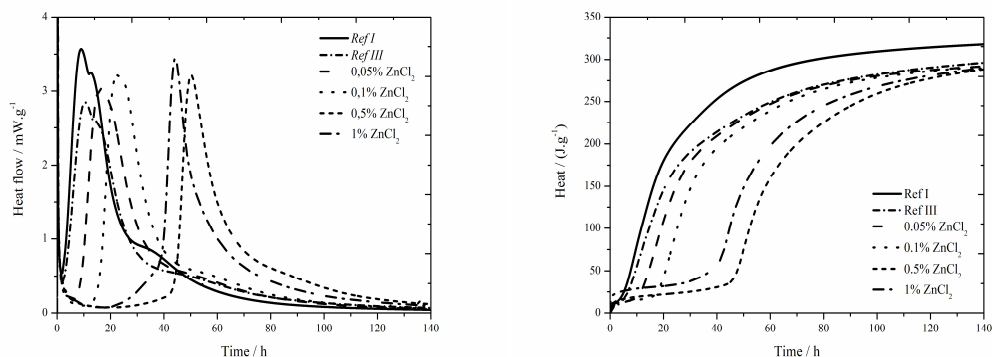 4
3
2
1
0
0
20
40
60
80
100
120
140
Heat flow / mW.g⁻¹
Time / h
Ref I
Ref III
0,05% ZnCl₂
0,1% ZnCl₂
0,5% ZnCl₂
1% ZnCl₂
350
300
250
200
150
100
50
0
0
20
40
60
80
100
120
140
Heat / (J.g⁻¹)
Time / h
Ref I
Ref III
0.05% ZnCl₂
0.1% ZnCl₂
0.5% ZnCl₂
1% ZnCl₂